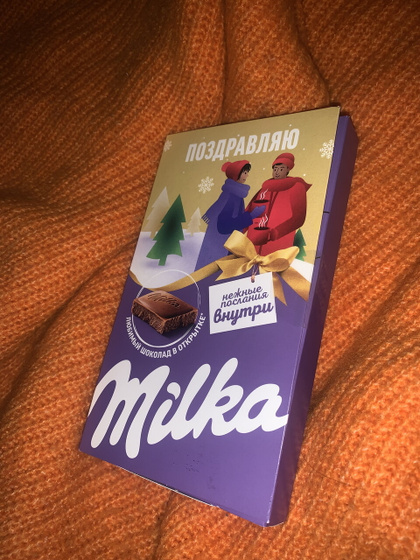 ПОЗДРАВЛЯЮ
нежные
послания
внутри
ЛЮБИМЫЙ ШОКОЛАД В ОТКРЫТКЕ*
Milka